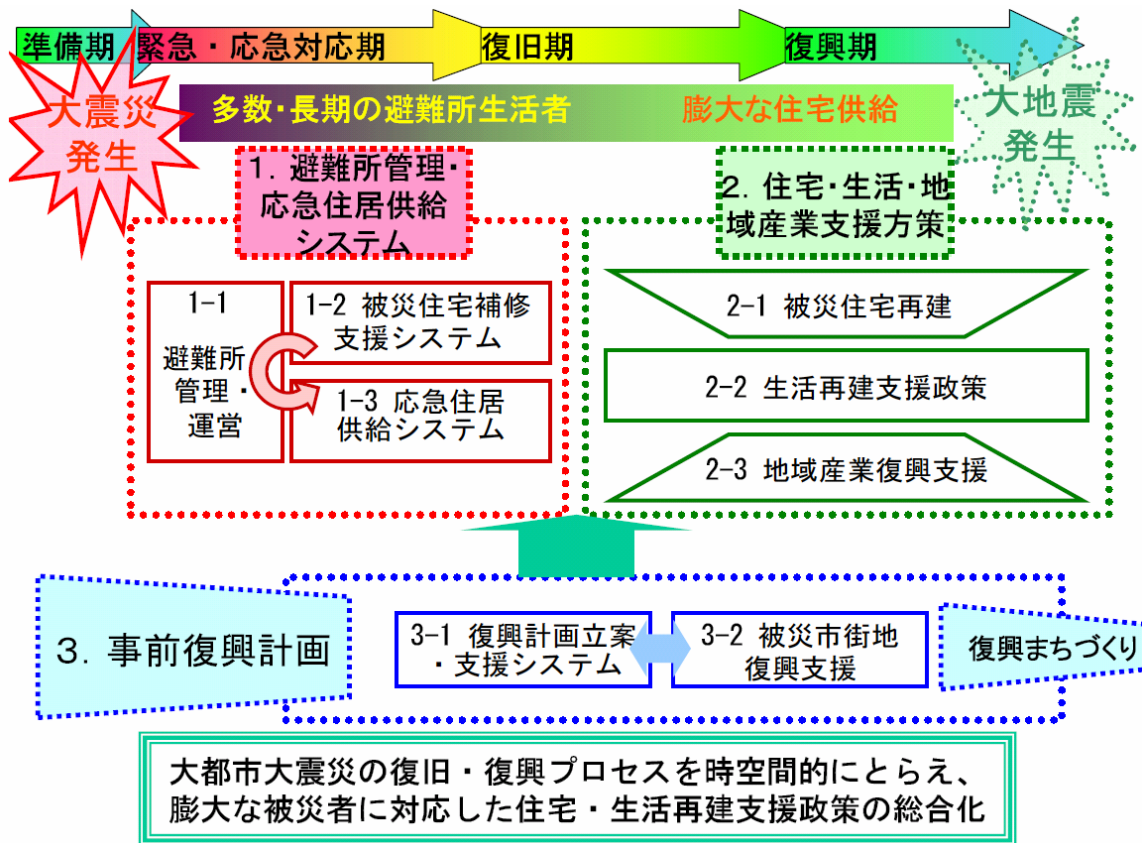 準備期
緊急・応急対応期
復旧期
復興期
大震災
発生
多数・長期の避難所生活者
膨大な住宅供給
大地震
発生
1．避難所管理・
応急住居供給
システム
2．住宅・生活・地
域産業支援方策
1-1
避難所
管理・
運営
1-2 被災住宅補修
支援システム
1-3 応急住居
供給システム
2-1 被災住宅再建
2-2 生活再建支援政策
2-3 地域産業復興支援
3．事前復興計画
3-1 復興計画立案
・支援システム
3-2 被災市街地
復興支援
復興まちづくり
大都市大震災の復旧・復興プロセスを時空間的にとらえ、
膨大な被災者に対応した住宅・生活再建支援政策の総合化